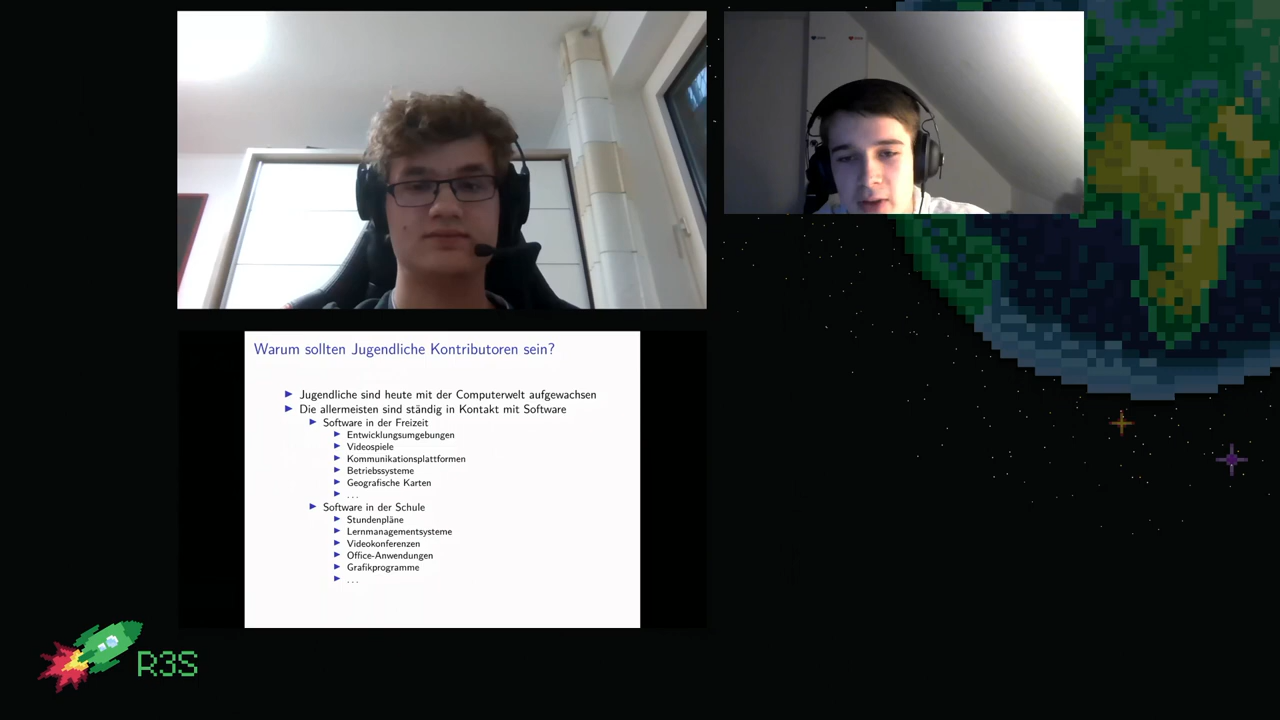 Warum sollten Jugendliche Kontributoren sein?
Jugendliche sind heute mit der Computerwelt aufgewachsen
Die allermeisten sind ständig in Kontakt mit Software
Software in der Freizeit
Entwicklungsumgebungen
Videospiele
Kommunikationsplattformen
Betriebssysteme
Geografische Karten
...
Software in der Schule
Stundenpläne
Lernmanagementsysteme
Videokonferenzen
Office-Anwendungen
Grafikprogramme
...
R3S